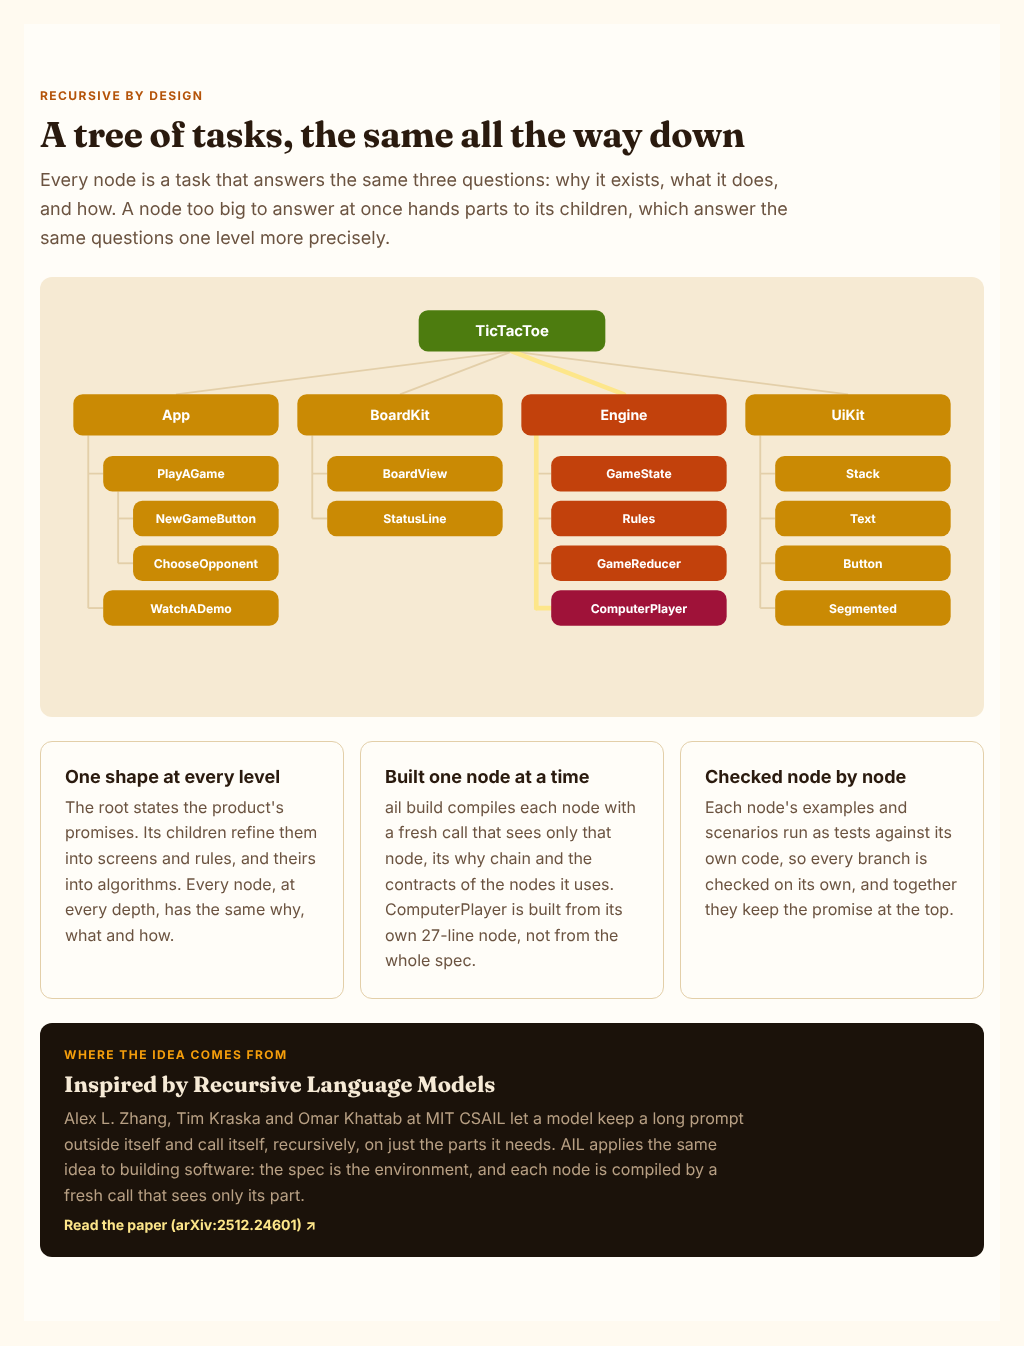 RECURSIVE BY DESIGN
A tree of tasks, the same all the way down
Every node is a task that answers the same three questions: why it exists, what it does,
and how. A node too big to answer at once hands parts to its children, which answer the
same questions one level more precisely.
TicTacToe
App
BoardKit
Engine
UiKit
PlayAGame
BoardView
GameState
Stack
NewGameButton
StatusLine
Rules
Text
ChooseOpponent
GameReducer
Button
WatchADemo
ComputerPlayer
Segmented
One shape at every level
The root states the product's
promises. Its children refine them
into screens and rules, and theirs
into algorithms. Every node, at
every depth, has the same why,
what and how.
Built one node at a time
ail build compiles each node with
a fresh call that sees only that
node, its why chain and the
contracts of the nodes it uses.
ComputerPlayer is built from its
own 27-line node, not from the
whole spec.
Checked node by node
Each node's examples and
scenarios run as tests against its
own code, so every branch is
checked on its own, and together
they keep the promise at the top.
WHERE THE IDEA COMES FROM
Inspired by Recursive Language Models
Alex L. Zhang, Tim Kraska and Omar Khattab at MIT CSAIL let a model keep a long prompt
outside itself and call itself, recursively, on just the parts it needs. AIL applies the same
idea to building software: the spec is the environment, and each node is compiled by a
fresh call that sees only its part.
Read the paper (arXiv:2512.24601) ↗